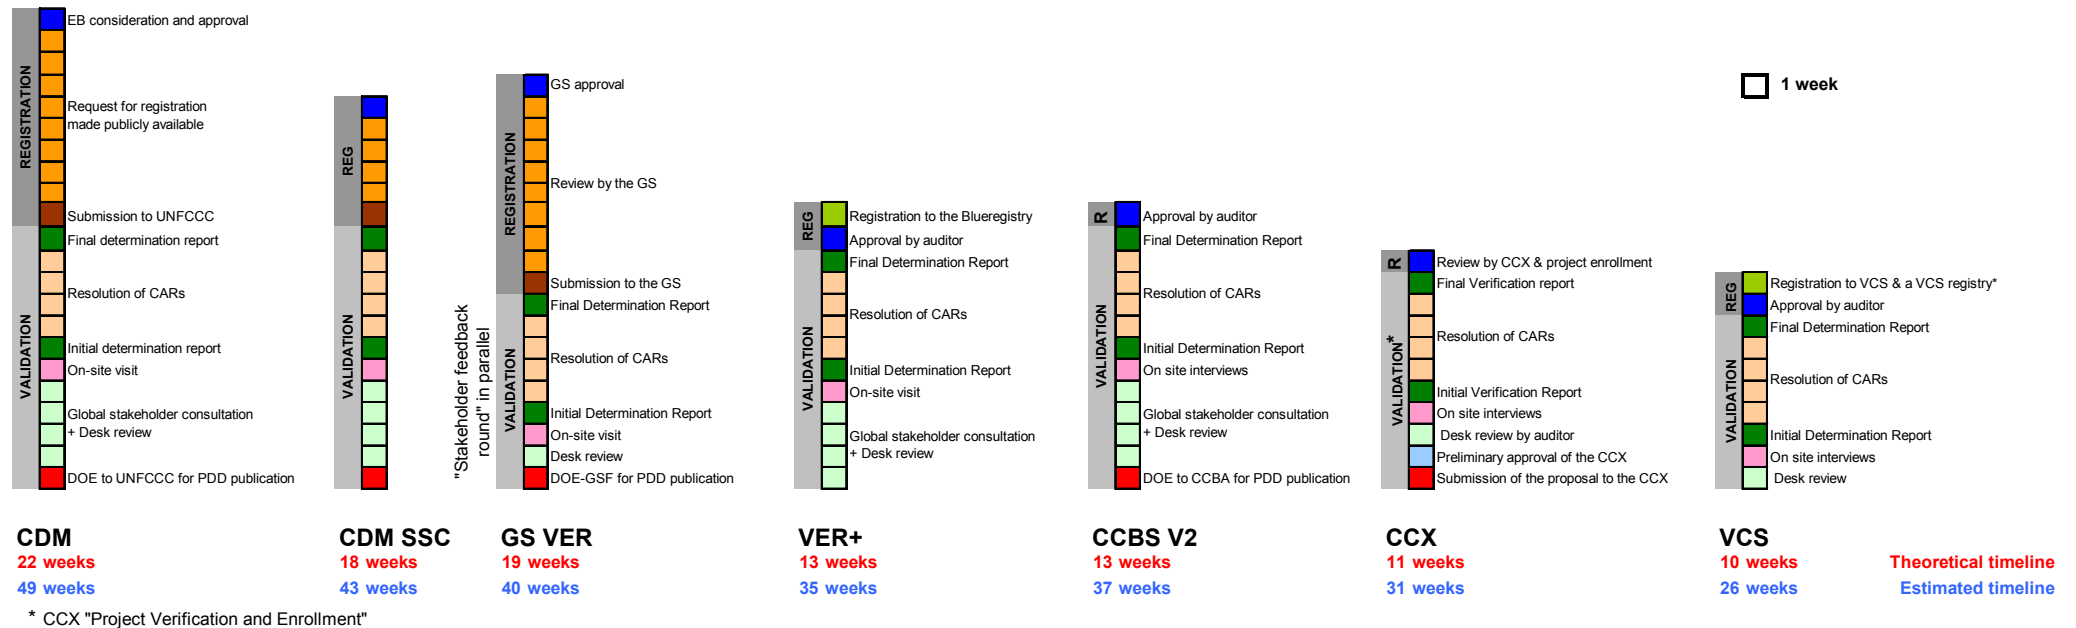 REGISTRATION
VALIDATION
EB consideration and approval
Request for registration
made publicly available
Submission to UNFCCC
Final determination report
Resolution of CARs
Initial determination report
On-site visit
Global stakeholder consultation
+ Desk review
DOE to UNFCCC for PDD publication
CDM
22 weeks
49 weeks
REG
VALIDATION
CDM SSC
18 weeks
43 weeks
"Stakeholder feedback
round" in parallel
REGISTRATION
VALIDATION
GS approval
Review by the GS
Submission to the GS
Final Determination Report
Resolution of CARs
Initial Determination Report
On-site visit
Desk review
DOE-GSF for PDD publication
GS VER
19 weeks
40 weeks
REG
VALIDATION
Registration to the Blueregistry
Approval by auditor
Final Determination Report
Resolution of CARs
Initial Determination Report
On-site visit
Global stakeholder consultation
+ Desk review
VER+
13 weeks
35 weeks
R
VALIDATION
Approval by auditor
Final Determination Report
Resolution of CARs
Initial Determination Report
On site interviews
Global stakeholder consultation
+ Desk review
DOE to CCBA for PDD publication
CCBS V2
13 weeks
37 weeks
R
VALIDATION*
Review by CCX & project enrollment
Final Verification report
Resolution of CARs
Initial Verification Report
On site interviews
Desk review by auditor
Preliminary approval of the CCX
Submission of the proposal to the CCX
CCX
11 weeks
31 weeks
1 week
REG
VALIDATION
Registration to VCS & a VCS registry*
Approval by auditor
Final Determination Report
Resolution of CARs
Initial Determination Report
On site interviews
Desk review
VCS
10 weeks
26 weeks
Theoretical timeline
Estimated timeline
* CCX "Project Verification and Enrollment"